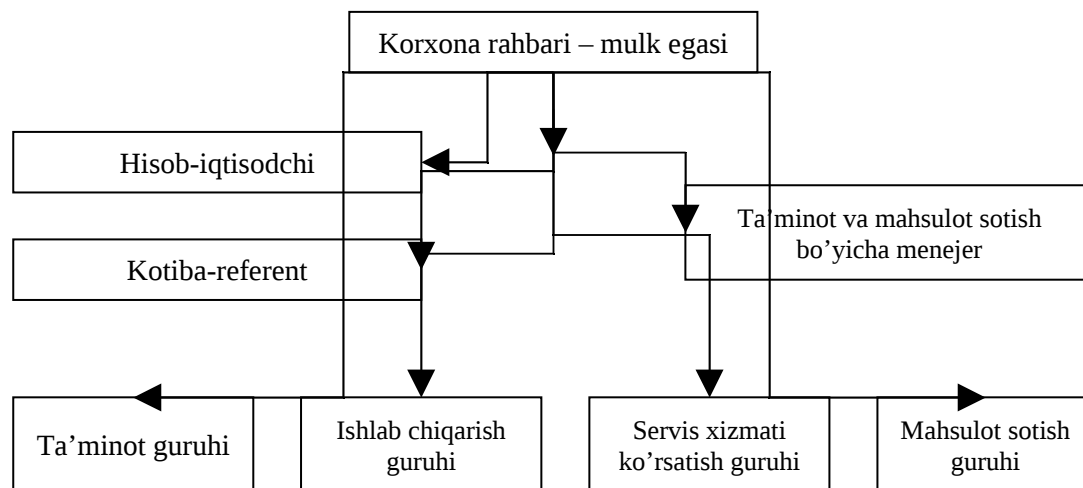 Korxona rahbari – mulk egasi
Hisob-iqtisodchi
Ta’minot va mahsulot sotish
bo’yicha menejer
Kotiba-referent
Ta’minot guruhi
Ishlab chiqarish
guruhi
Servis xizmati
ko’rsatish guruhi
Mahsulot sotish
guruhi